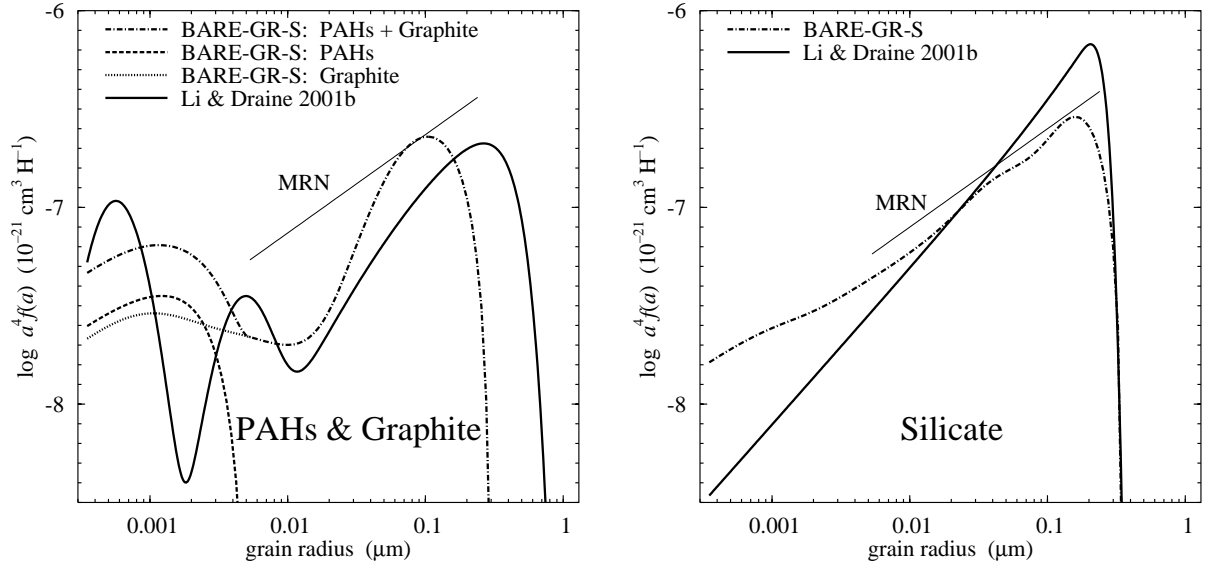 BARE-GR-S: PAHs + Graphite
BARE-GR-S: PAHs
BARE-GR-S: Graphite
Li & Draine 2001b
MRN
PAHs & Graphite
-6
-7
-8
log a⁴f(a) (10⁻²¹ cm³ H⁻¹)
0.001
0.01
0.1
1
grain radius (μm)
BARE-GR-S
Li & Draine 2001b
MRN
Silicate
-6
-7
-8
log a⁴f(a) (10⁻²¹ cm³ H⁻¹)
0.001
0.01
0.1
1
grain radius (μm)